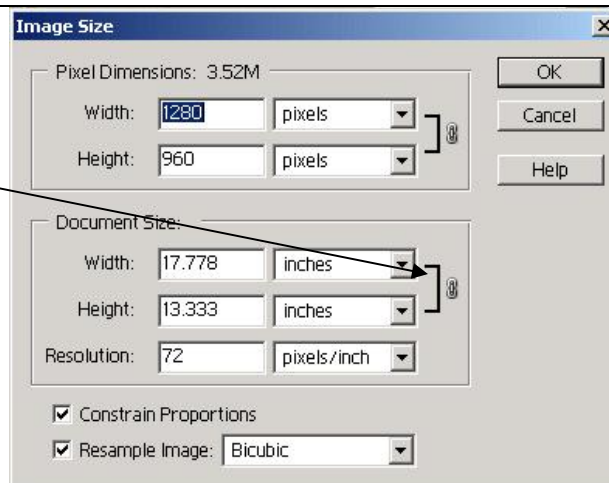 Image Size
Pixel Dimensions: 3.52M
OK
Width: 1280 pixels
Cancel
Height: 960 pixels
Help
Document Size:
Width: 17.778 inches
Height: 13.333 inches
Resolution: 72 pixels/inch
Constrain Proportions
Resample Image: Bicubic